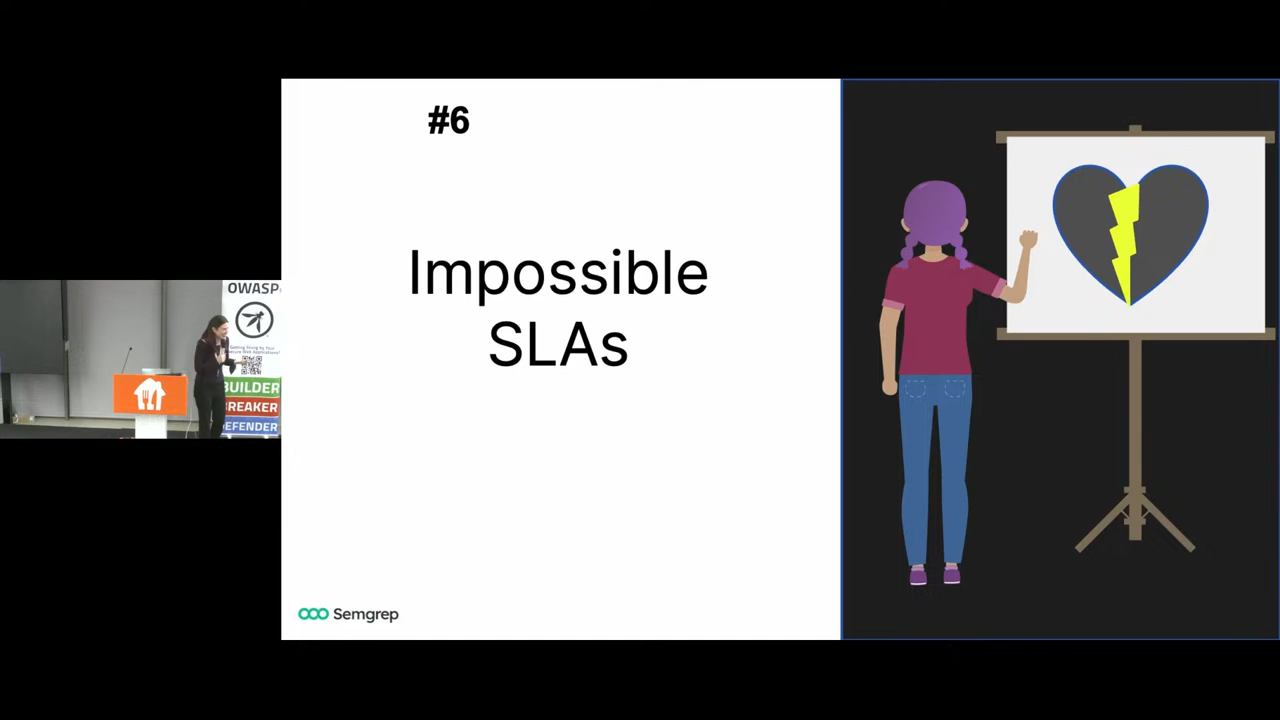 #6
Impossible
SLAs
Semgrep
OWASP
BUILDER
BREAKER
DEFENDER